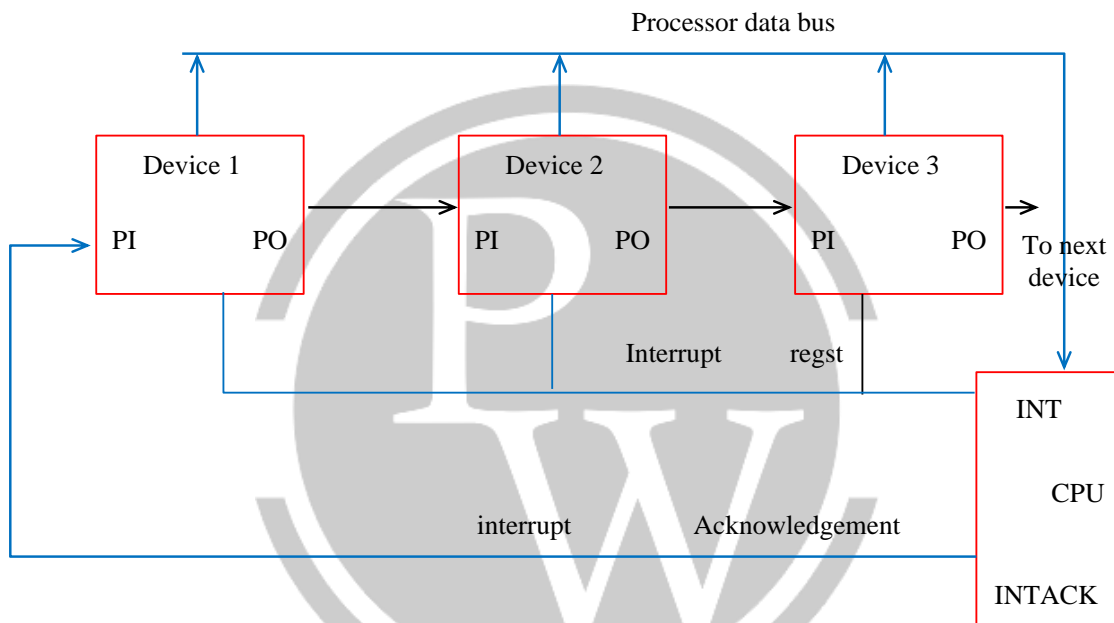 Processor data bus
Device 1 Device 2 Device 3
PI PO PI PO PI PO
To next
device
Interrupt regst
INT
CPU
interrupt Acknowledgement
INTACK
PW